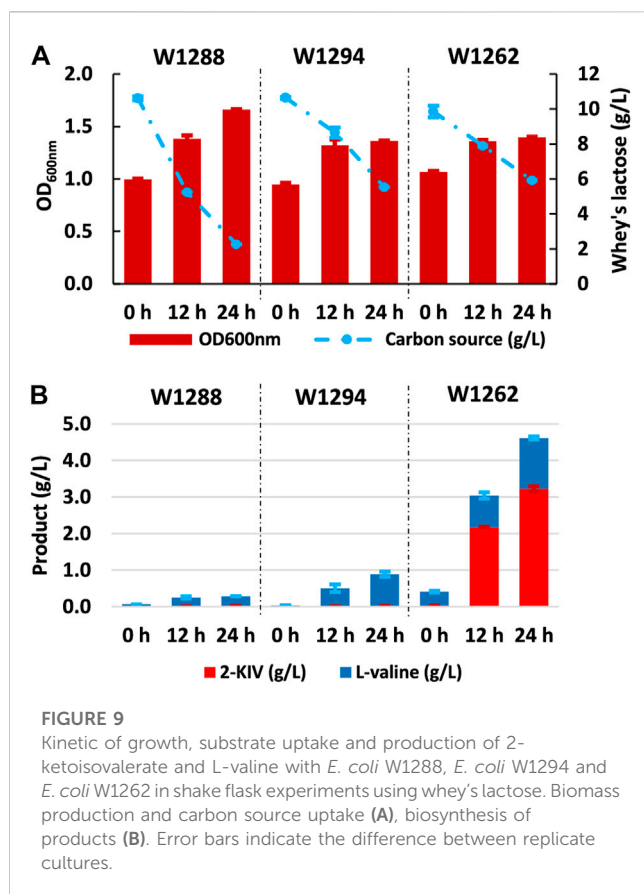 A
W1288 W1294 W1262
2.0
1.5
1.0
0.5
0.0
OD600nm
12
10
8
6
4
2
0
Whey's lactose (g/L)
0 h 12 h 24 h 0 h 12 h 24 h 0 h 12 h 24 h
OD600nm Carbon source (g/L)
B
W1288 W1294 W1262
5.0
4.0
3.0
2.0
1.0
0.0
Product (g/L)
0 h 12 h 24 h 0 h 12 h 24 h 0 h 12 h 24 h
2-KIV (g/L) L-valine (g/L)
FIGURE 9
Kinetic of growth, substrate uptake and production of 2-
ketoisovalerate and L-valine with E. coli W1288, E. coli W1294 and
E. coli W1262 in shake flask experiments using whey's lactose. Biomass
production and carbon source uptake (A), biosynthesis of
products (B). Error bars indicate the difference between replicate
cultures.